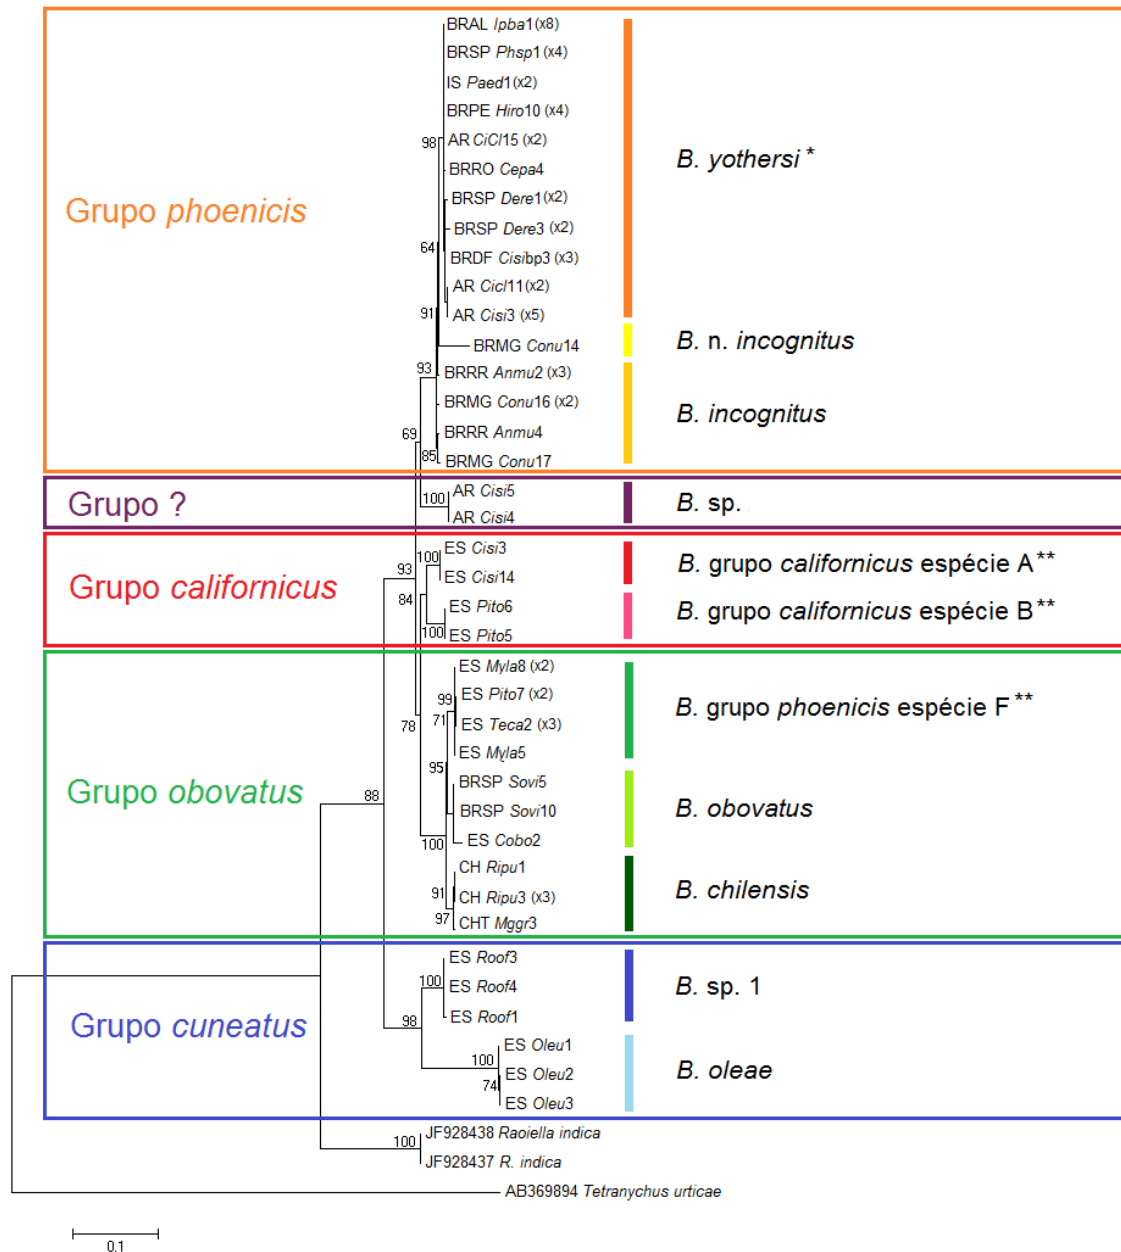 BRAL Ipba1(x8)
BRSP Phsp1 (x4)
IS Paed1(x2)
BRPE Hiro10 (x4)
98
AR CiCl15 (x2)
B. yothersi *
BRRO Cepa4
Grupo phoenicis
BRSP Dere1(x2)
BRSP Dere3 (x2)
64
BRDF Cisibp3 (x3)
AR Cicl11(x2)
91
AR Cisi3 (x5)
BRMG Conu14
B. n. incognitus
93
BRRR Anmu2 (x3)
BRMG Conu16 (x2)
B. incognitus
69
BRRR Anmu4
85
BRMG Conu17
Grupo ?
100
AR Cisi5
B. sp.
AR Cisi4
100
ES Cisi3
93
ES Cisi14
B. grupo californicus espécie A**
Grupo californicus
84
ES Pito6
B. grupo californicus espécie B**
100
ES Pito5
ES Myla8 (x2)
99
ES Pito7 (x2)
B. grupo phoenicis espécie F**
78
71
ES Teca2 (x3)
ES Myla5
95
BRSP Sovi5
Grupo obovatus
88
BRSP Sovi10
B. obovatus
100
ES Cobo2
CH Ripu1
91
CH Ripu3 (x3)
B. chilensis
97
CHT Mggr3
ES Roof3
100
ES Roof4
B. sp. 1
Grupo cuneatus
98
ES Roof1
ES Oleu1
100
ES Oleu2
B. oleae
74
ES Oleu3
JF928438 Raoiella indica
100
JF928437 R. indica
AB369894 Tetranychus urticae
0.1